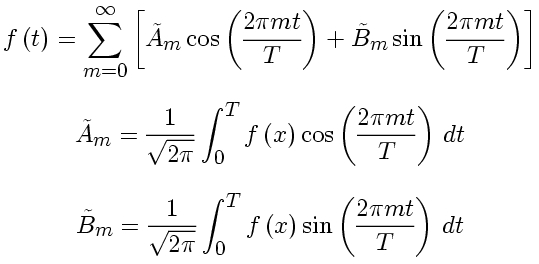 f(t) = \sum_{m=0}^{\infty} \left[ \tilde{A}_m \cos\left(\frac{2\pi mt}{T}\right) + \tilde{B}_m \sin\left(\frac{2\pi mt}{T}\right) \right]
\tilde{A}_m = \frac{1}{\sqrt{2\pi}} \int_0^T f(x) \cos\left(\frac{2\pi mt}{T}\right) dt
\tilde{B}_m = \frac{1}{\sqrt{2\pi}} \int_0^T f(x) \sin\left(\frac{2\pi mt}{T}\right) dt